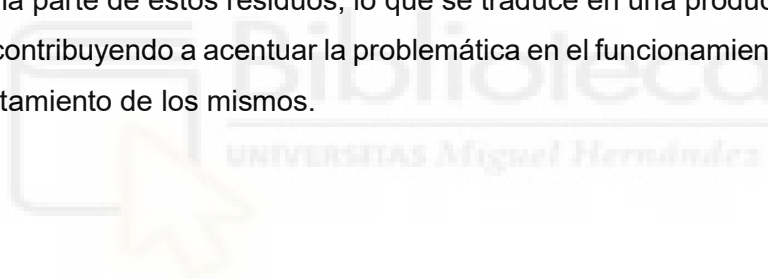 na parte de estos residuos, lo que se traduce en una produc
contribuyendo a acentuar la problemática en el funcionamien
tamiento de los mismos.
Biblioteca
UNIVERSITAS Miguel Hernández